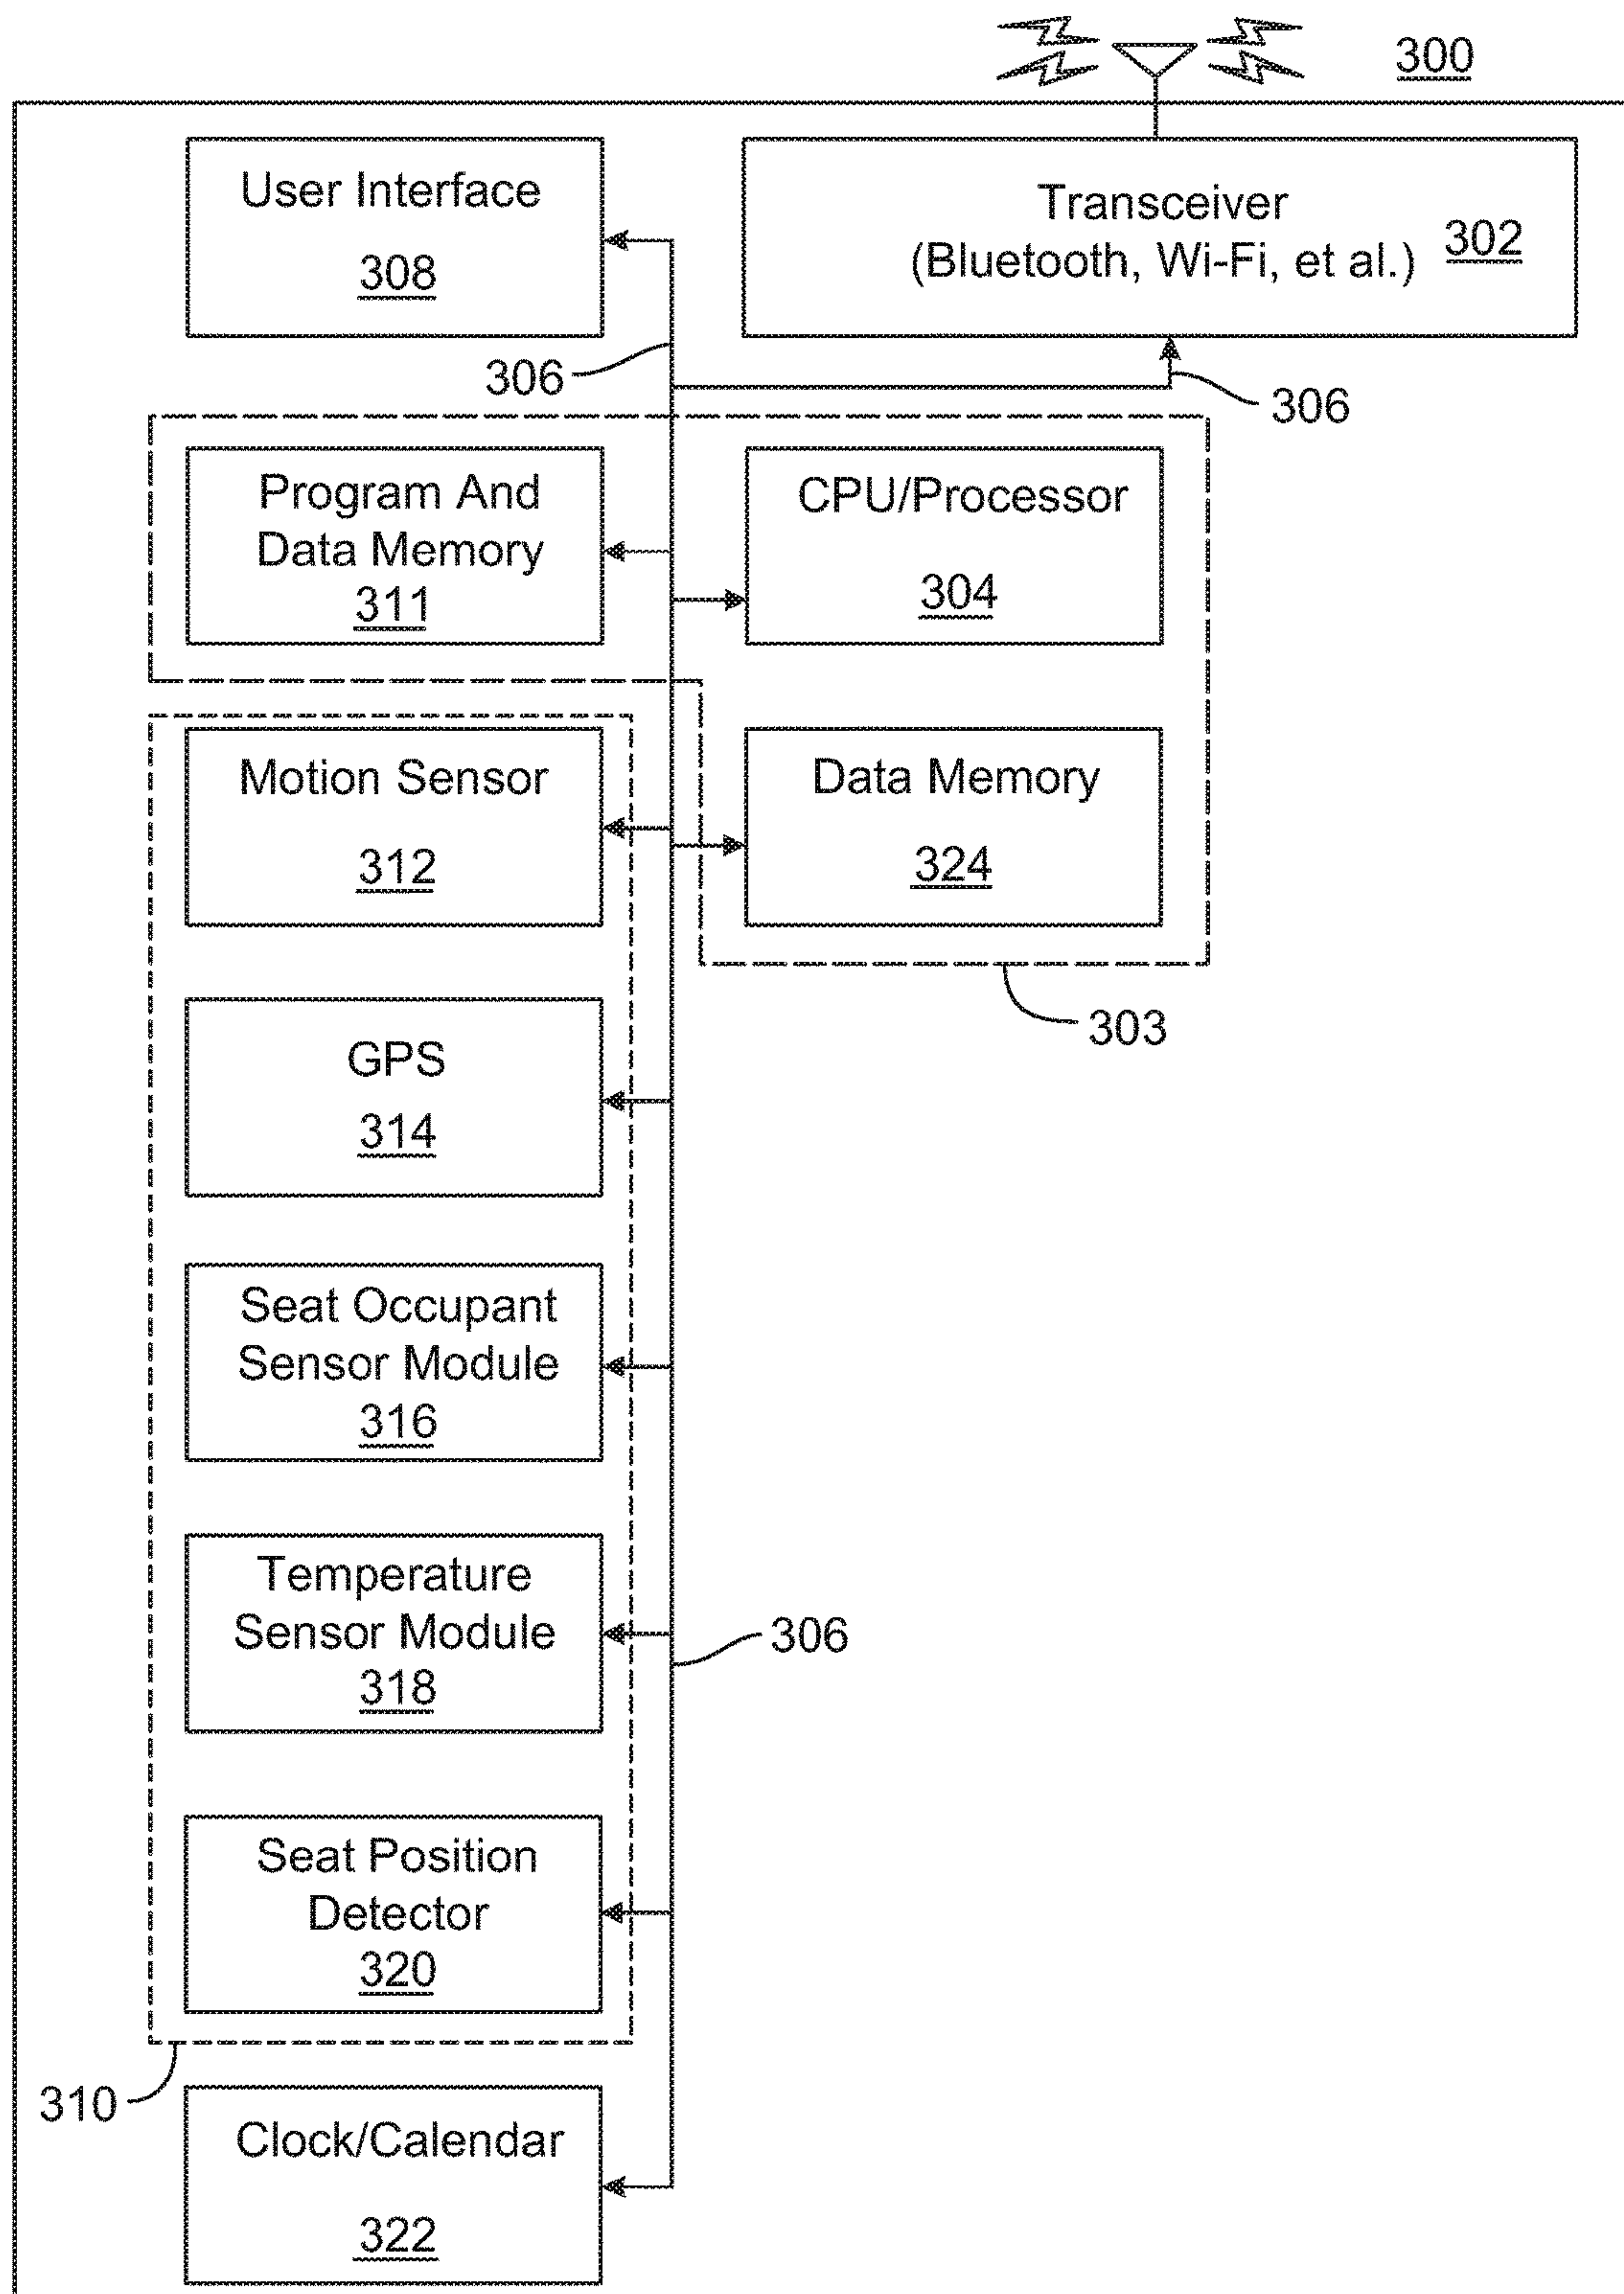 300
User Interface
308
Transceiver
(Bluetooth, Wi-Fi, et al.)
302
306
306
Program And
Data Memory
311
CPU/Processor
304
Motion Sensor
312
Data Memory
324
303
GPS
314
Seat Occupant
Sensor Module
316
Temperature
Sensor Module
318
306
Seat Position
Detector
320
310
Clock/Calendar
322